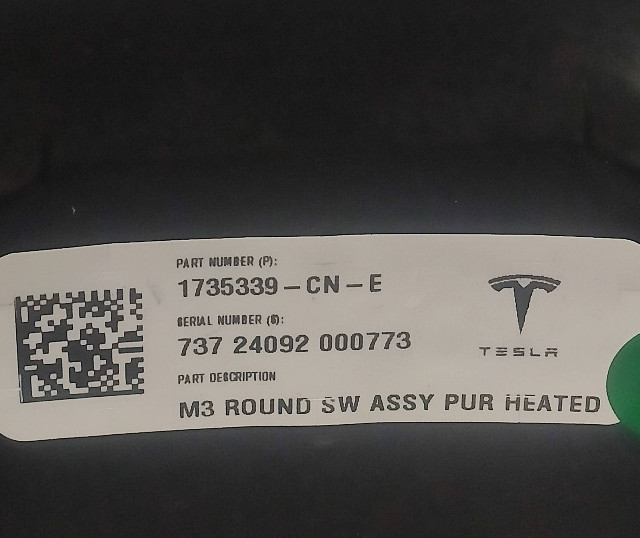 PART NUMBER (P):
1735339-CN-E
SERIAL NUMBER (S):
737 24092 000773
PART DESCRIPTION
M3 ROUND SW ASSY PUR HEATED
TESLA